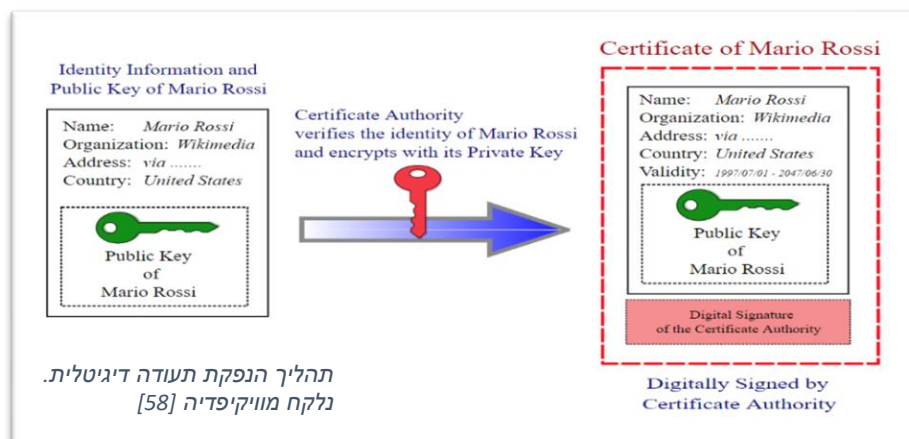 Identity Information and
Public Key of Mario Rossi
Name: Mario Rossi
Organization: Wikimedia
Address: via .......
Country: United States
Public Key
of
Mario Rossi
Certificate Authority
verifies the identity of Mario Rossi
and encrypts with its Private Key
Certificate of Mario Rossi
Name: Mario Rossi
Organization: Wikimedia
Address: via .......
Country: United States
Validity: 1997/07/01 - 2047/06/30
Public Key
of
Mario Rossi
Digital Signature
of the Certificate Authority
Digitally Signed by
Certificate Authority
תהליך הנפקת תעודה דיגיטלית.
נלקח מוויקיפדיה [58]